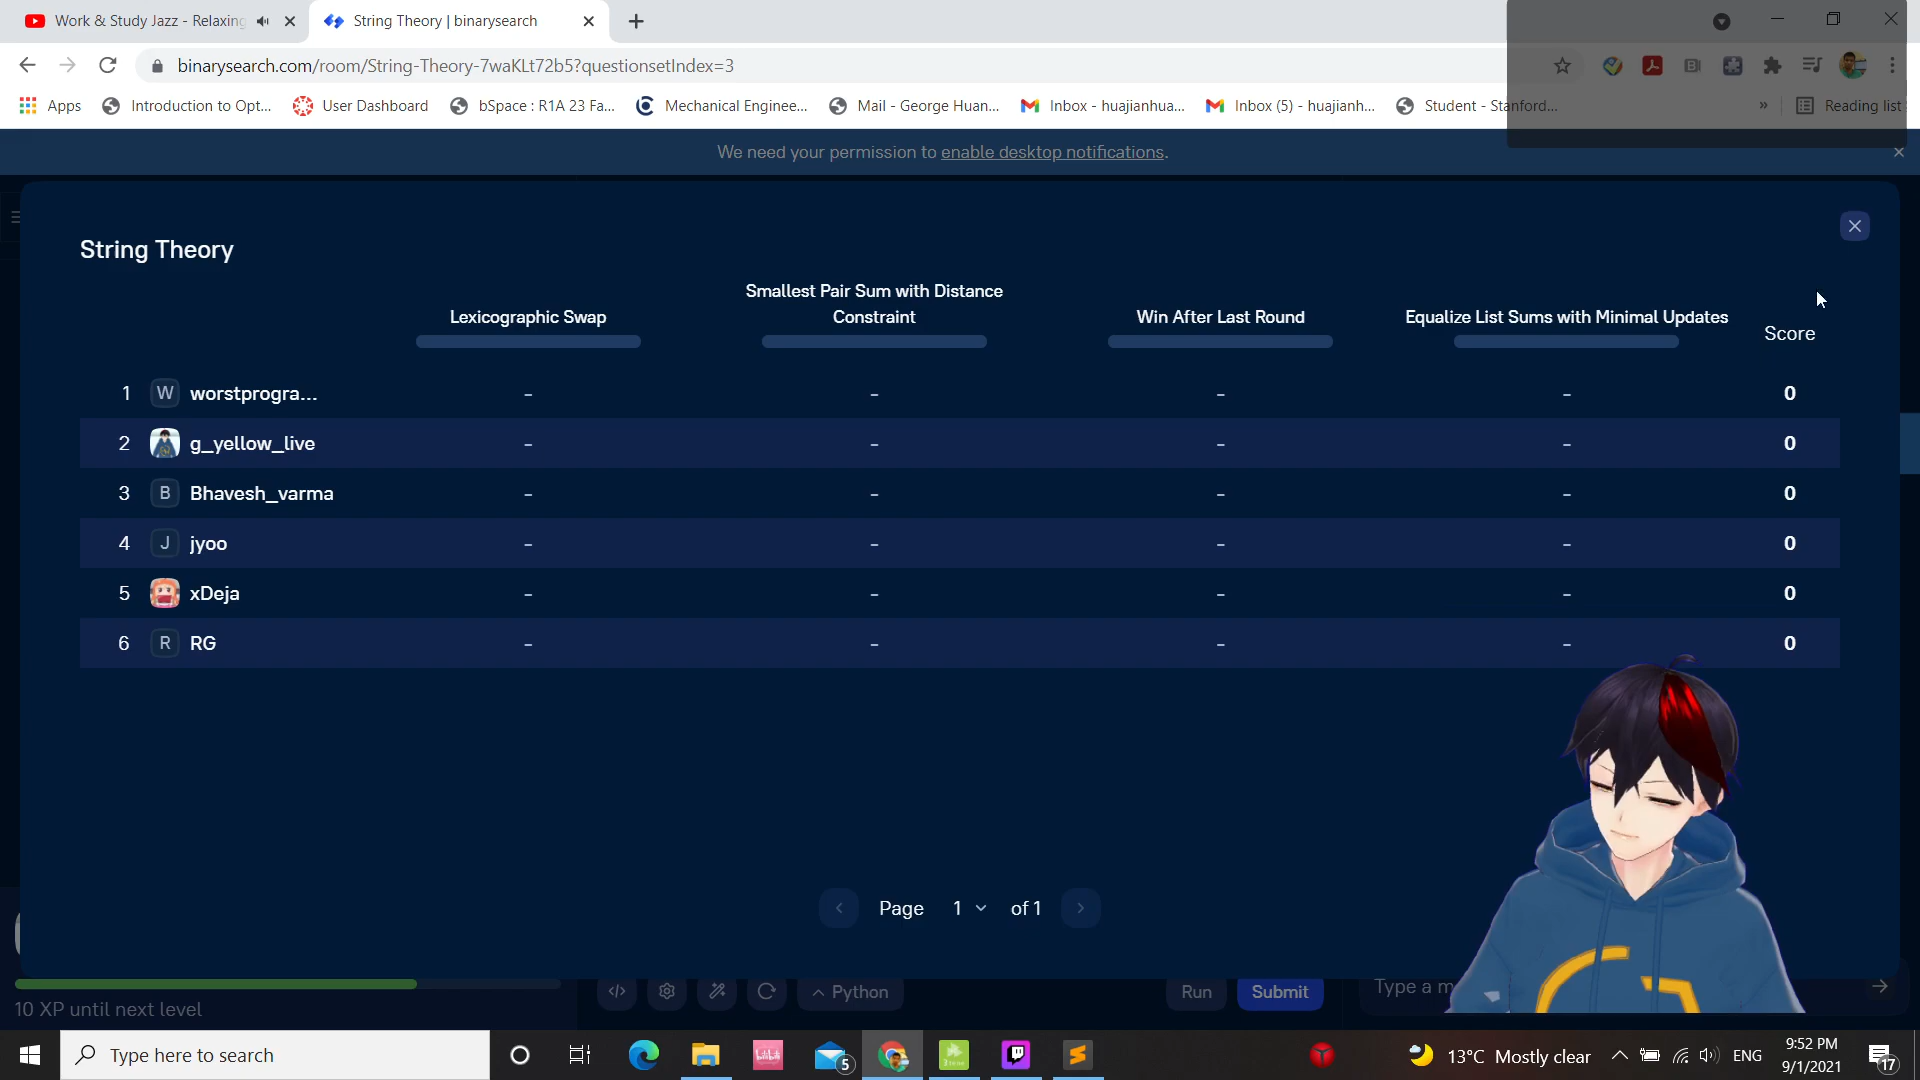 Work & Study Jazz - Relaxing
String Theory | binarysearch
binarysearch.com/room/String-Theory-7waKLt72b5?questionsetIndex=3
Apps
Introduction to Opt...
User Dashboard
bSpace : R1A 23 Fa...
Mechanical Enginee...
Mail - George Huan...
Inbox - huajianhua...
Inbox (5) - huajianh...
Student - Stanford...
»
Reading list
We need your permission to enable desktop notifications.
String Theory
Lexicographic Swap
Smallest Pair Sum with Distance
Constraint
Win After Last Round
Equalize List Sums with Minimal Updates
Score
1 W worstprogra... - - - - 0
2 g_yellow_live - - - - 0
3 B Bhavesh_varma - - - - 0
4 J jyoo - - - - 0
5 xDeja - - - - 0
6 R RG - - - - 0
Page 1 of 1
10 XP until next level
Python
Run
Submit
Type a m
Type here to search
5
13°C Mostly clear
ENG
9:52 PM
9/1/2021
17